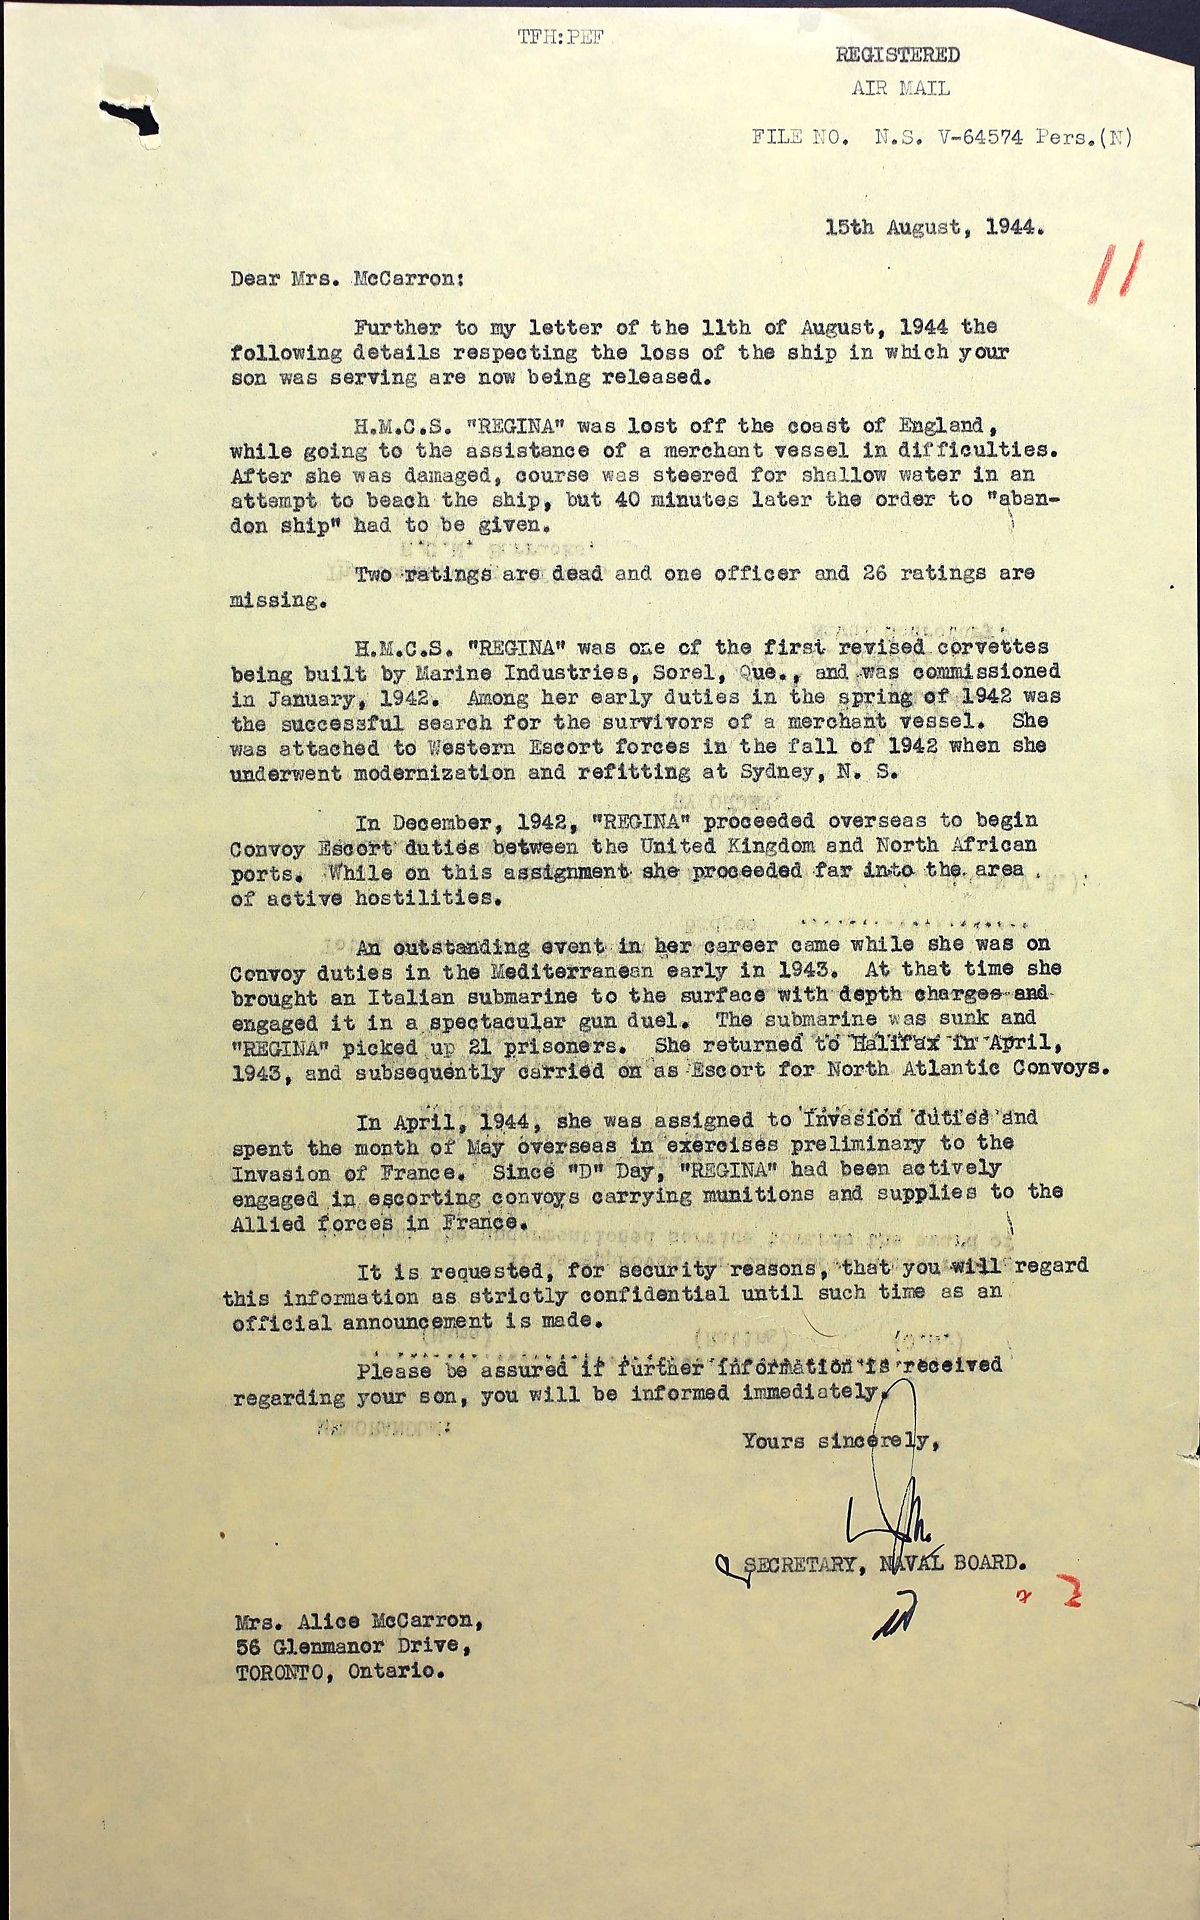 TFH:PEF
REGISTERED
AIR MAIL
FILE NO. N.S. V-64574 Pers.(N)
15th August, 1944.
11
Dear Mrs. McCarron:
Further to my letter of the 11th of August, 1944 the
following details respecting the loss of the ship in which your
son was serving are now being released.
H.M.C.S. "REGINA" was lost off the coast of England,
while going to the assistance of a merchant vessel in difficulties.
After she was damaged, course was steered for shallow water in an
attempt to beach the ship, but 40 minutes later the order to "aban-
don ship" had to be given.
Two ratings are dead and one officer and 26 ratings are
missing.
H.M.C.S. "REGINA" was one of the first revised corvettes
being built by Marine Industries, Sorel, Que., and was commissioned
in January, 1942. Among her early duties in the spring of 1942 was
the successful search for the survivors of a merchant vessel. She
was attached to Western Escort forces in the fall of 1942 when she
underwent modernization and refitting at Sydney, N. S.
In December, 1942, "REGINA" proceeded overseas to begin
Convoy Escort duties between the United Kingdom and North African
ports. While on this assignment she proceeded far into the area
of active hostilities.
An outstanding event in her career came while she was on
Convoy duties in the Mediterranean early in 1943. At that time she
brought an Italian submarine to the surface with depth charges and
engaged it in a spectacular gun duel. The submarine was sunk and
"REGINA" picked up 21 prisoners. She returned to Halifax in April,
1943, and subsequently carried on as Escort for North Atlantic Convoys.
In April, 1944, she was assigned to Invasion duties and
spent the month of May overseas in exercises preliminary to the
Invasion of France. Since "D" Day, "REGINA" had been actively
engaged in escorting convoys carrying munitions and supplies to the
Allied forces in France.
It is requested, for security reasons, that you will regard
this information as strictly confidential until such time as an
official announcement is made.
Please be assured if further information is received
regarding your son, you will be informed immediately.
Yours sincerely,
SECRETARY, NAVAL BOARD.
Mrs. Alice McCarron,
56 Glenmanor Drive,
TORONTO, Ontario.